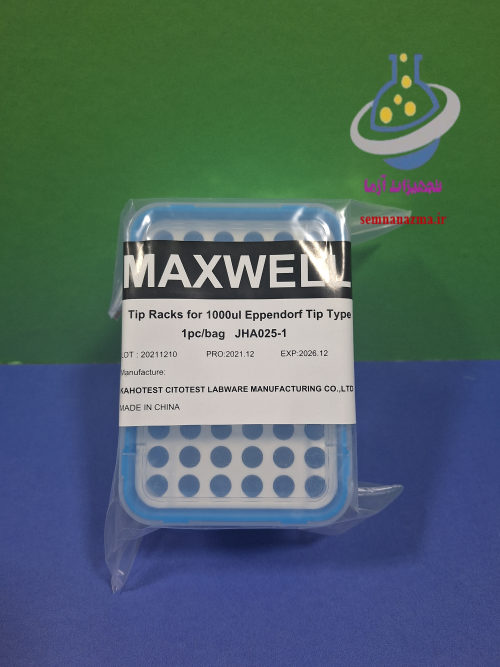 تجهیزات آزما
semnanazma.ir
MAXWELL
Tip Racks for 1000ul Eppendorf Tip Type
1pc/bag JHA025-1
LOT : 20211210 PRO:2021.12 EXP:2026.12
Manufacture:
KAHOTEST CITOTEST LABWARE MANUFACTURING CO.,LTD
MADE IN CHINA